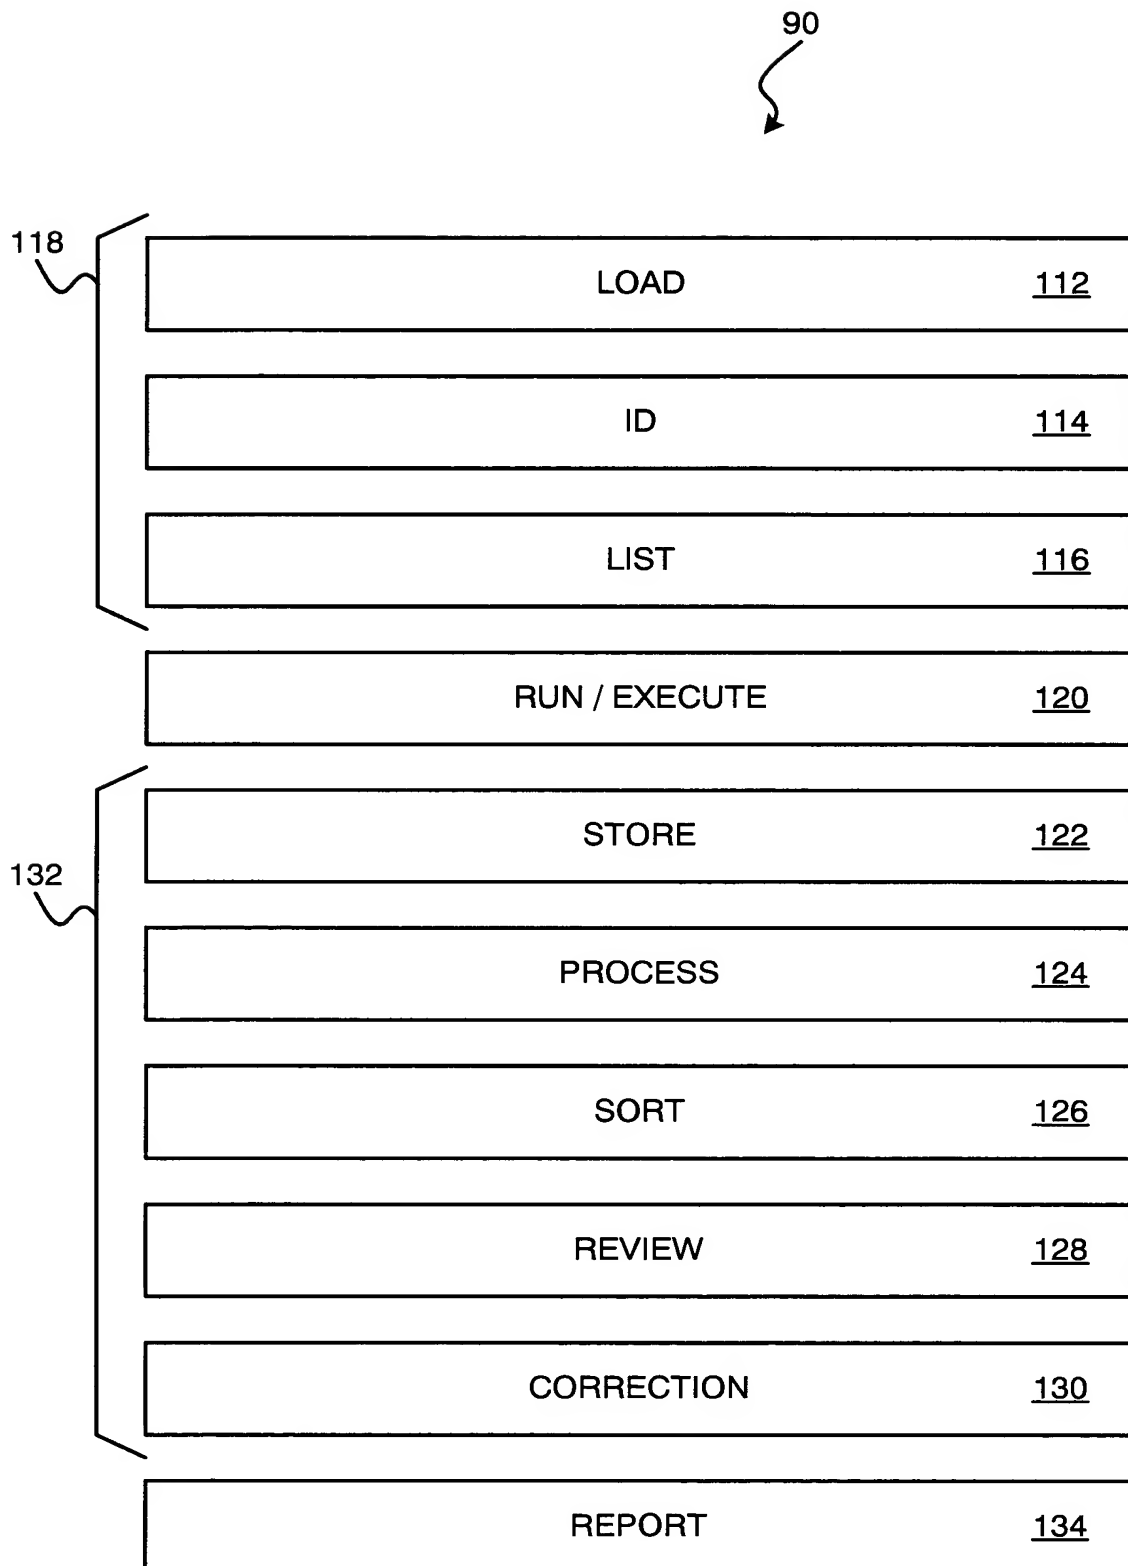 90
118
LOAD 112
ID 114
LIST 116
RUN / EXECUTE 120
STORE 122
132
PROCESS 124
SORT 126
REVIEW 128
CORRECTION 130
REPORT 134